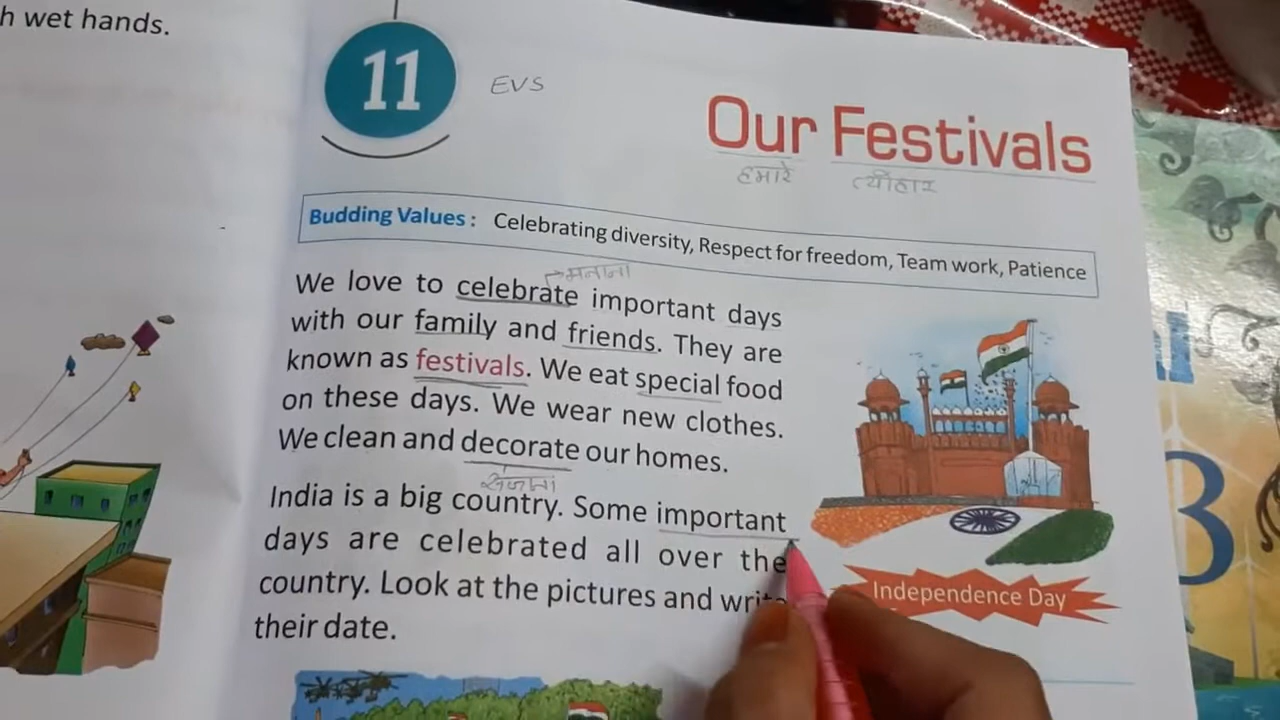 h wet hands.
11
EVS
Our Festivals
हमारे त्यौहार
Budding Values : Celebrating diversity, Respect for freedom, Team work, Patience
मनाना
We love to celebrate important days
with our family and friends. They are
known as festivals. We eat special food
on these days. We wear new clothes.
We clean and decorate our homes.
सजाना
India is a big country. Some important
days are celebrated all over the
country. Look at the pictures and write
their date.
Independence Day
3